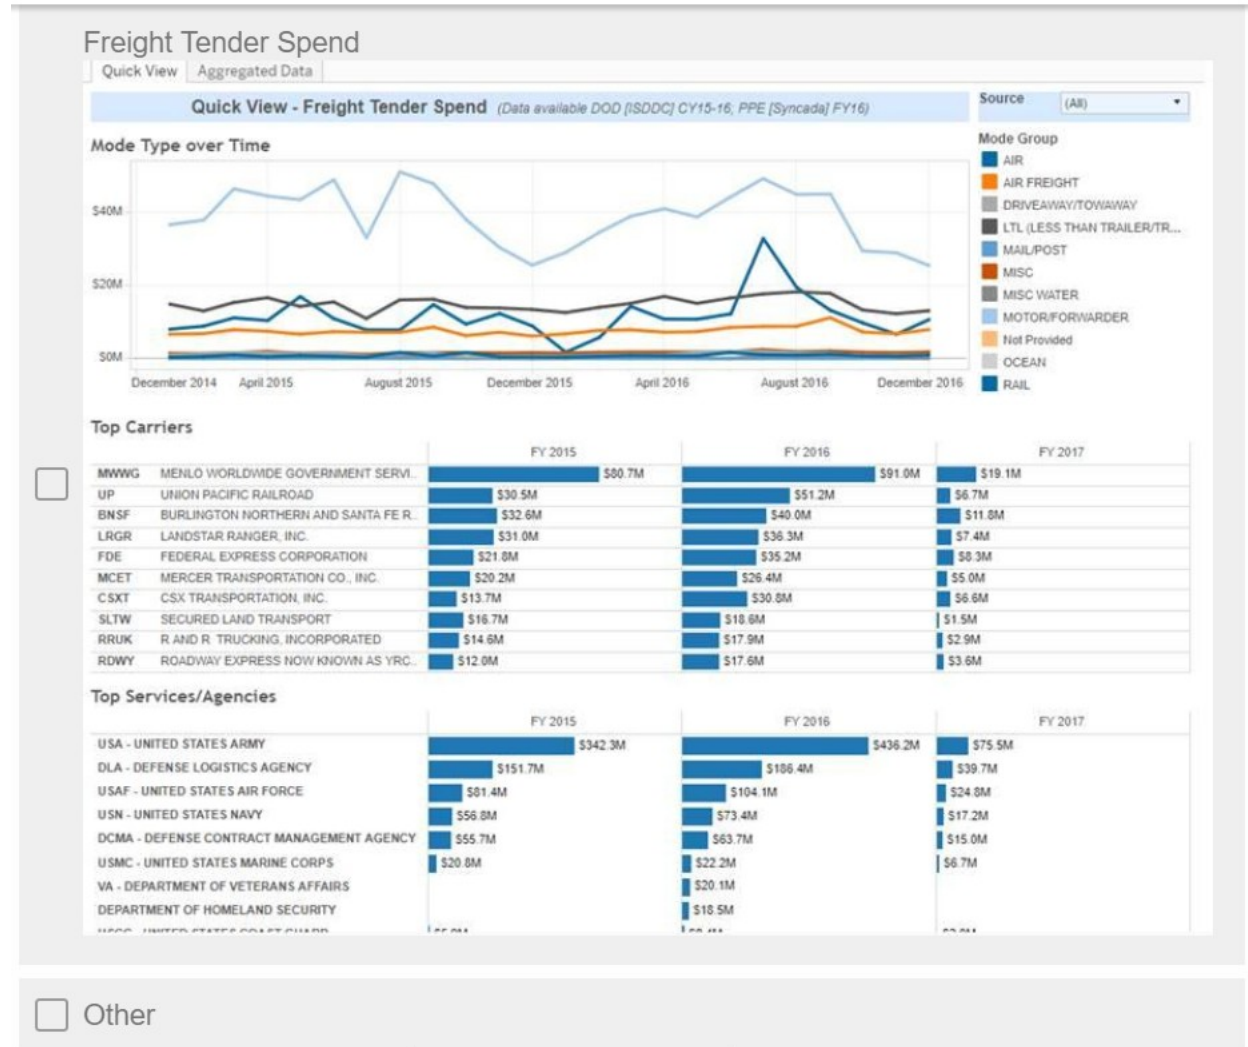 Freight Tender Spend
Quick View Aggregated Data
Quick View - Freight Tender Spend (Data available DOD [ISDDC] CY15-16; PPE [Syncada] FY16)
Source (All)
Mode Type over Time
Mode Group
AIR
AIR FREIGHT
DRIVEAWAY/TOWAWAY
LTL (LESS THAN TRAILER/TR...
MAIL/POST
MISC
MISC WATER
MOTOR/FORWARDER
Not Provided
OCEAN
RAIL
$40M
$20M
$0M
December 2014 April 2015 August 2015 December 2015 April 2016 August 2016 December 2016
Top Carriers
FY 2015 FY 2016 FY 2017
MWWG MENLO WORLDWIDE GOVERNMENT SERVI.. $80.7M $91.0M $19.1M
UP UNION PACIFIC RAILROAD $30.5M $51.2M $6.7M
BNSF BURLINGTON NORTHERN AND SANTA FE R.. $32.6M $40.0M $11.8M
LRGR LANDSTAR RANGER, INC. $31.0M $36.3M $7.4M
FDE FEDERAL EXPRESS CORPORATION $21.8M $35.2M $8.3M
MCET MERCER TRANSPORTATION CO., INC. $20.2M $26.4M $5.0M
CSXT CSX TRANSPORTATION, INC. $13.7M $30.8M $6.6M
SLTW SECURED LAND TRANSPORT $16.7M $18.6M $1.5M
RRUK R AND R TRUCKING, INCORPORATED $14.6M $17.9M $2.9M
RDWY ROADWAY EXPRESS NOW KNOWN AS YRC.. $12.0M $17.6M $3.6M
Top Services/Agencies
FY 2015 FY 2016 FY 2017
USA - UNITED STATES ARMY $342.3M $436.2M $75.5M
DLA - DEFENSE LOGISTICS AGENCY $151.7M $186.4M $39.7M
USAF - UNITED STATES AIR FORCE $81.4M $104.1M $24.8M
USN - UNITED STATES NAVY $56.8M $73.4M $17.2M
DCMA - DEFENSE CONTRACT MANAGEMENT AGENCY $55.7M $63.7M $15.0M
USMC - UNITED STATES MARINE CORPS $20.8M $22.2M $6.7M
VA - DEPARTMENT OF VETERANS AFFAIRS $20.1M
DEPARTMENT OF HOMELAND SECURITY $18.5M
Other